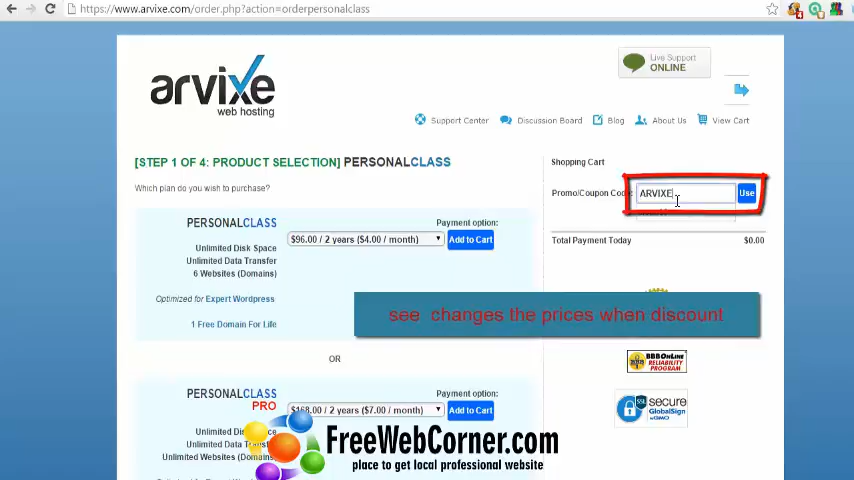 https://www.arvixe.com/order.php?action=orderpersonalclass
arvixe
web hosting
Live Support
ONLINE
Support Center
Discussion Board
Blog
About Us
View Cart
[STEP 1 OF 4: PRODUCT SELECTION] PERSONALCLASS
Which plan do you wish to purchase?
Shopping Cart
Promo/Coupon Code:
ARVIXE
Use
Total Payment Today
$0.00
PERSONALCLASS
Payment option:
$96.00 / 2 years ($4.00 / month)
Add to Cart
Unlimited Disk Space
Unlimited Data Transfer
6 Websites (Domains)
Optimized for Expert Wordpress
1 Free Domain For Life
see changes the prices when discount
OR
BBB ONLINE
RELIABILITY
PROGRAM
PERSONALCLASS
PRO
Payment option:
$168.00 / 2 years ($7.00 / month)
Add to Cart
SSL
secure
GlobalSign
Unlimited Data
Unlimited Websites (Domains)
FreeWebCorner.com
place to get local professional website